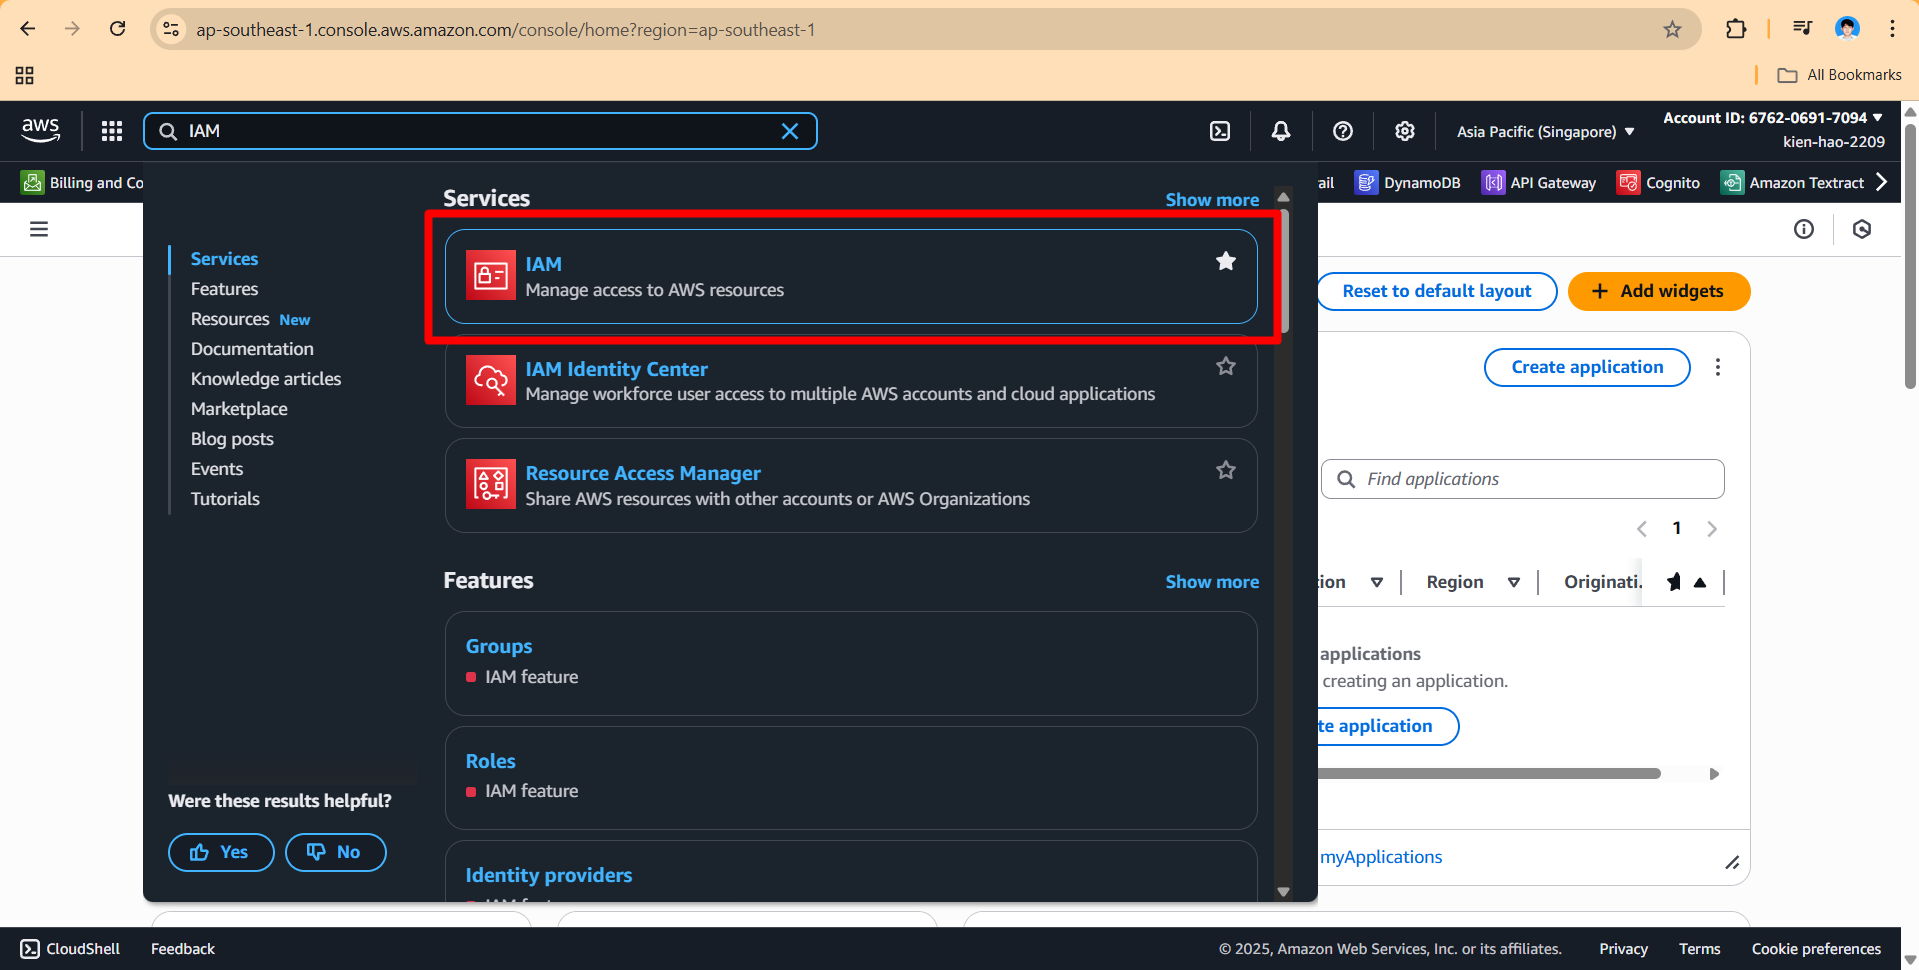 ap-southeast-1.console.aws.amazon.com/console/home?region=ap-southeast-1
All Bookmarks
aws
IAM
Asia Pacific (Singapore)
Account ID: 6762-0691-7094
kien-hao-2209
Billing and Co
ail
DynamoDB
API Gateway
Cognito
Amazon Textract
Services
Features
Resources New
Documentation
Knowledge articles
Marketplace
Blog posts
Events
Tutorials
Were these results helpful?
Yes
No
Services
Show more
IAM
Manage access to AWS resources
IAM Identity Center
Manage workforce user access to multiple AWS accounts and cloud applications
Resource Access Manager
Share AWS resources with other accounts or AWS Organizations
Features
Show more
Groups
IAM feature
Roles
IAM feature
Identity providers
Reset to default layout
Add widgets
Create application
Find applications
1
ion
Region
Originati.
applications
creating an application.
te application
myApplications
CloudShell
Feedback
© 2025, Amazon Web Services, Inc. or its affiliates.
Privacy
Terms
Cookie preferences